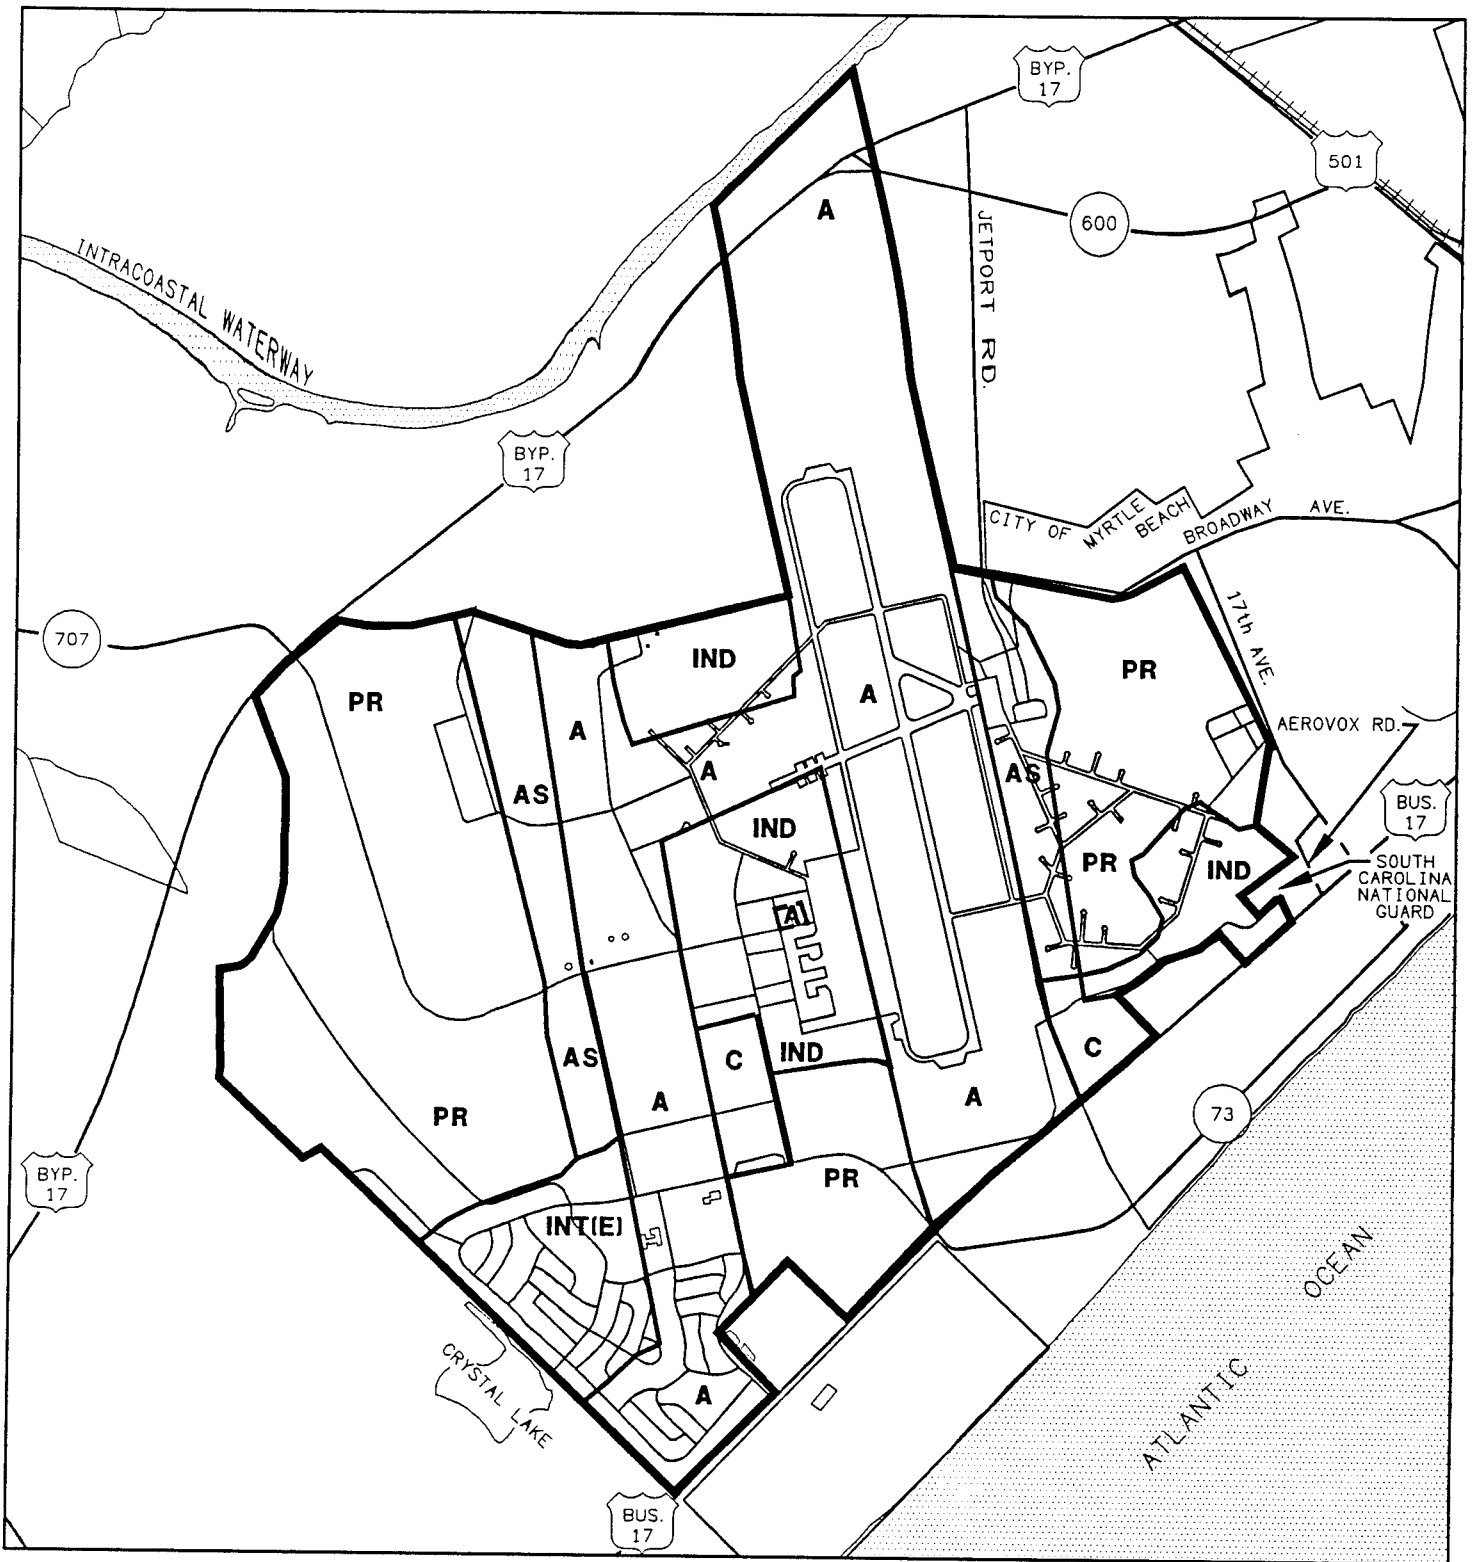 BYP.
17
501
A
600
JETPORT RD.
INTRACOASTAL WATERWAY
BYP.
17
CITY OF MYRTLE BEACH
BROADWAY AVE.
17th AVE.
707
IND
PR
PR
A
A
AEROVOX RD.
A
AS
AS
BUS.
17
IND
PR
IND
SOUTH
CAROLINA
NATIONAL
GUARD
A
AS
C
IND
C
A
A
PR
73
BYP.
17
PR
INT(E)
OCEAN
CRYSTAL LAKE
A
ATLANTIC
BUS.
17